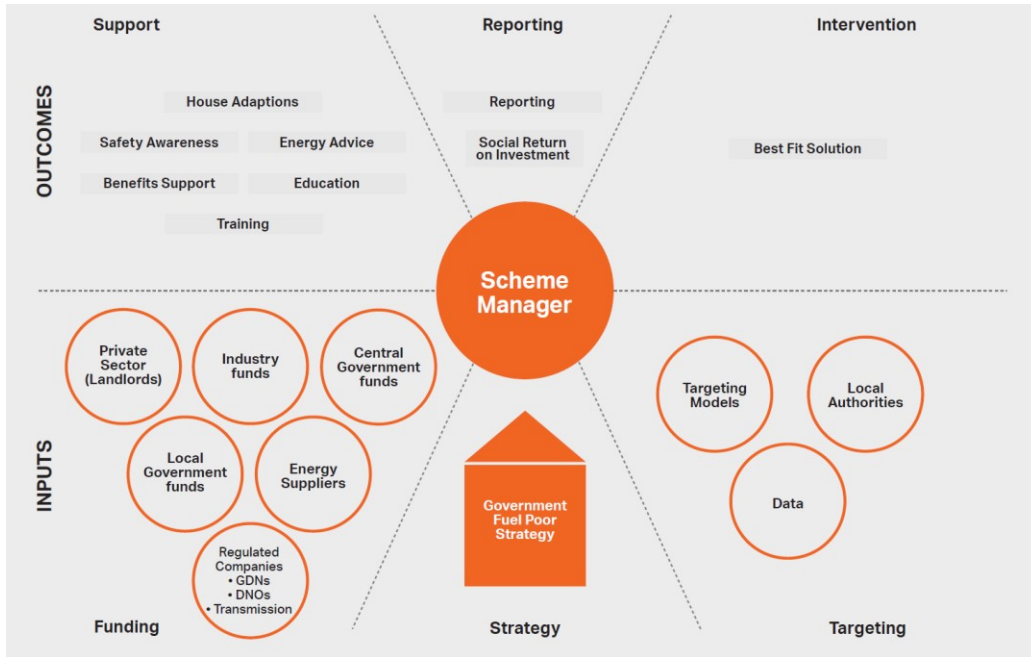 Support
Reporting
Intervention
OUTCOMES
House Adaptions
Safety Awareness
Energy Advice
Benefits Support
Education
Training
Reporting
Social Return
on Investment
Best Fit Solution
Scheme
Manager
INPUTS
Private
Sector
(Landlords)
Industry
funds
Central
Government
funds
Local
Government
funds
Energy
Suppliers
Regulated
Companies
• GDNs
• DNOs
• Transmission
Government
Fuel Poor
Strategy
Targeting
Models
Local
Authorities
Data
Funding
Strategy
Targeting